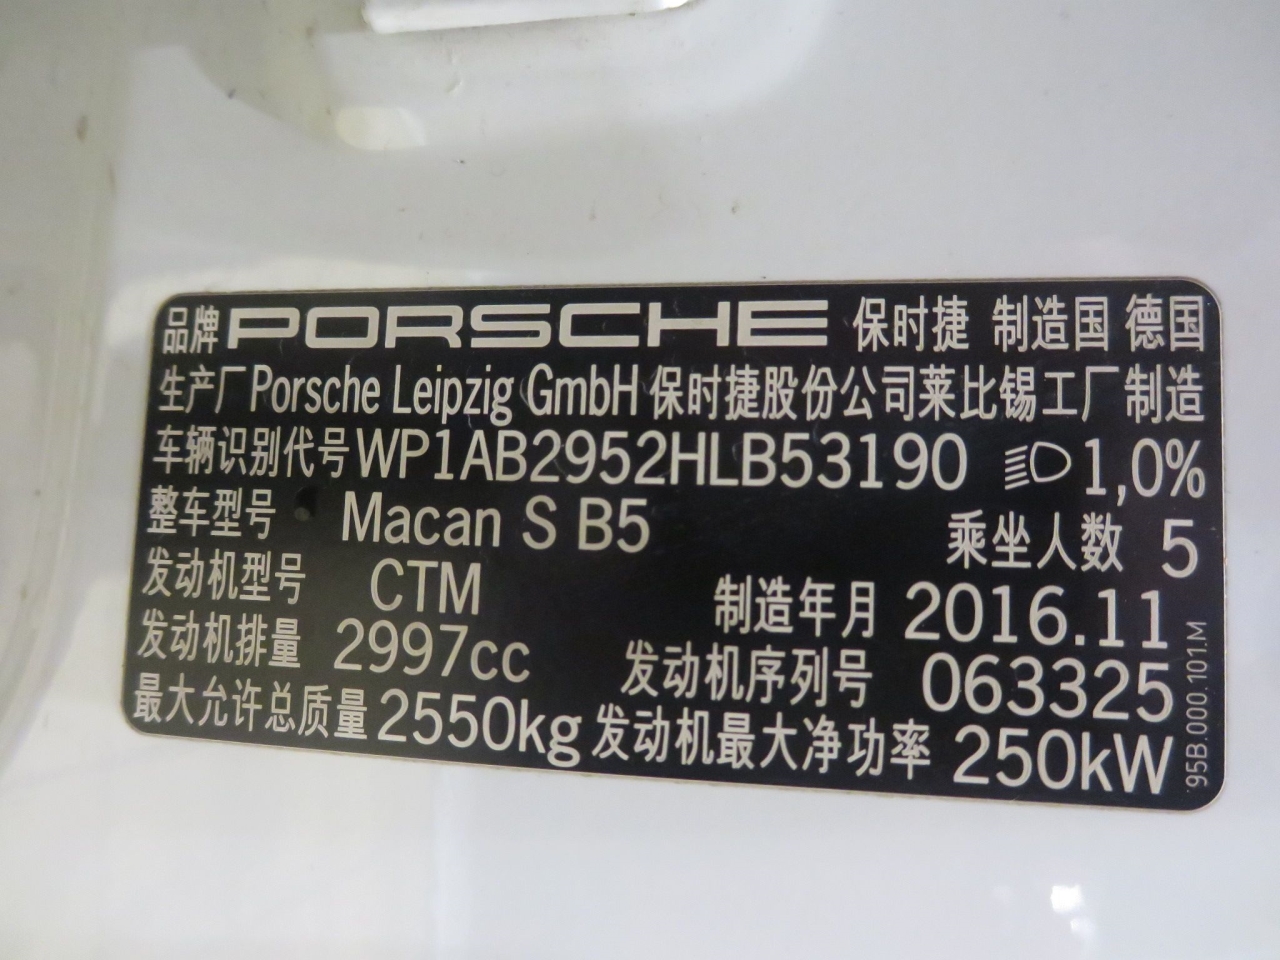 品牌 PORSCHE 保时捷 制造国 德国
生产厂 Porsche Leipzig GmbH 保时捷股份公司莱比锡工厂 制造
车辆识别代号 WP1AB2952HLB53190 1,0%
整车型号 Macan S B5 乘坐人数 5
发动机型号 CTM 制造年月 2016.11
发动机排量 2997cc 发动机序列号 063325
最大允许总质量 2550kg 发动机最大净功率 250kW
95B.000.101.M